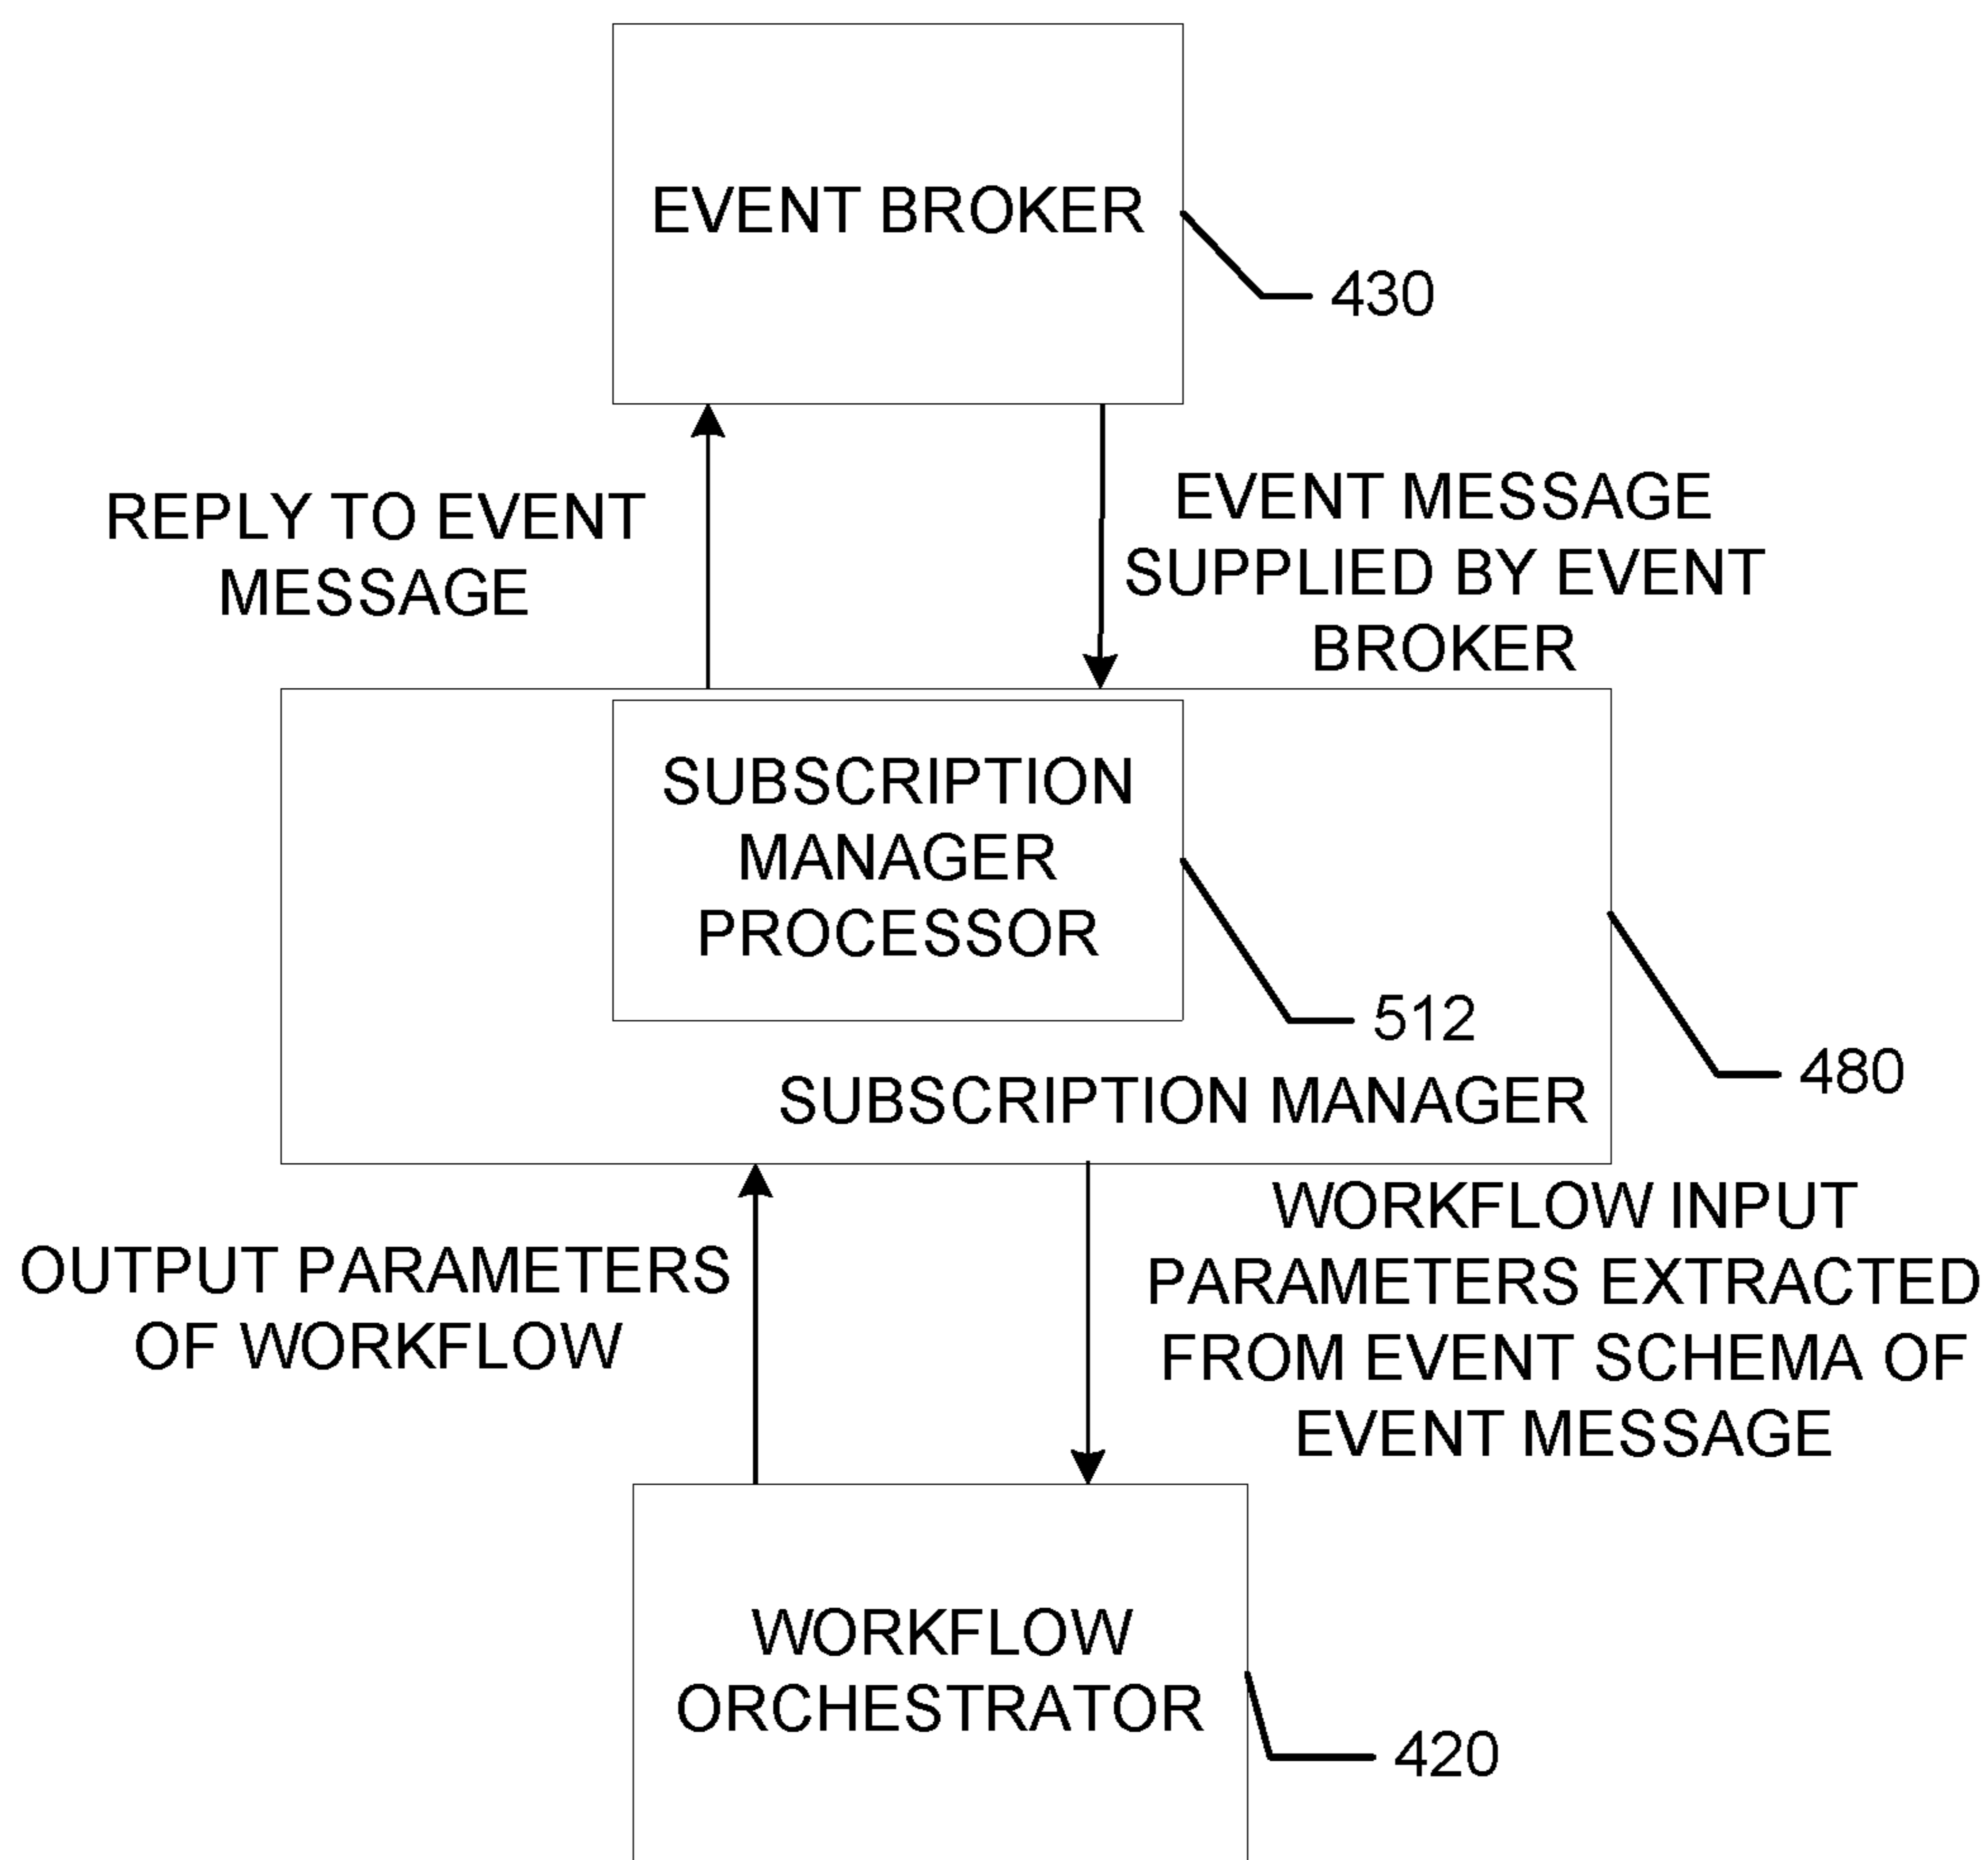 EVENT BROKER
430
REPLY TO EVENT
MESSAGE
EVENT MESSAGE
SUPPLIED BY EVENT
BROKER
SUBSCRIPTION
MANAGER
PROCESSOR
512
480
SUBSCRIPTION MANAGER
OUTPUT PARAMETERS
OF WORKFLOW
WORKFLOW INPUT
PARAMETERS EXTRACTED
FROM EVENT SCHEMA OF
EVENT MESSAGE
WORKFLOW
ORCHESTRATOR
420